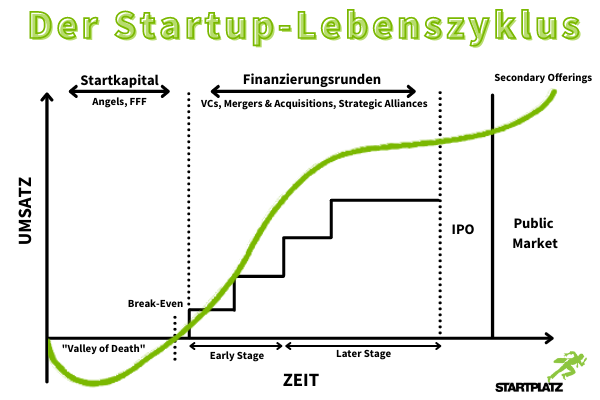 Der Startup-Lebenszyklus
Startkapital
Angels, FFF
Finanzierungsrunden
VCs, Mergers & Acquisitions, Strategic Alliances
Secondary Offerings
UMSATZ
IPO
Public
Market
Break-Even
"Valley of Death"
Early Stage
Later Stage
ZEIT
STARTPLATZ